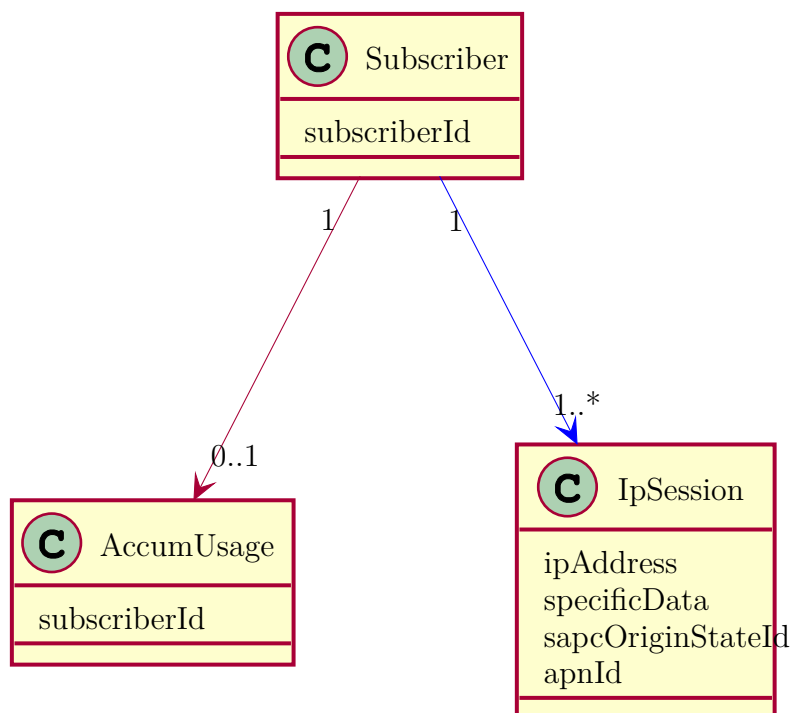 C Subscriber
subscriberId
1
1
1..*
0..1
C IpSession
C AccumUsage
ipAddress
specificData
subscriberId
sapcOriginStateId
apnId